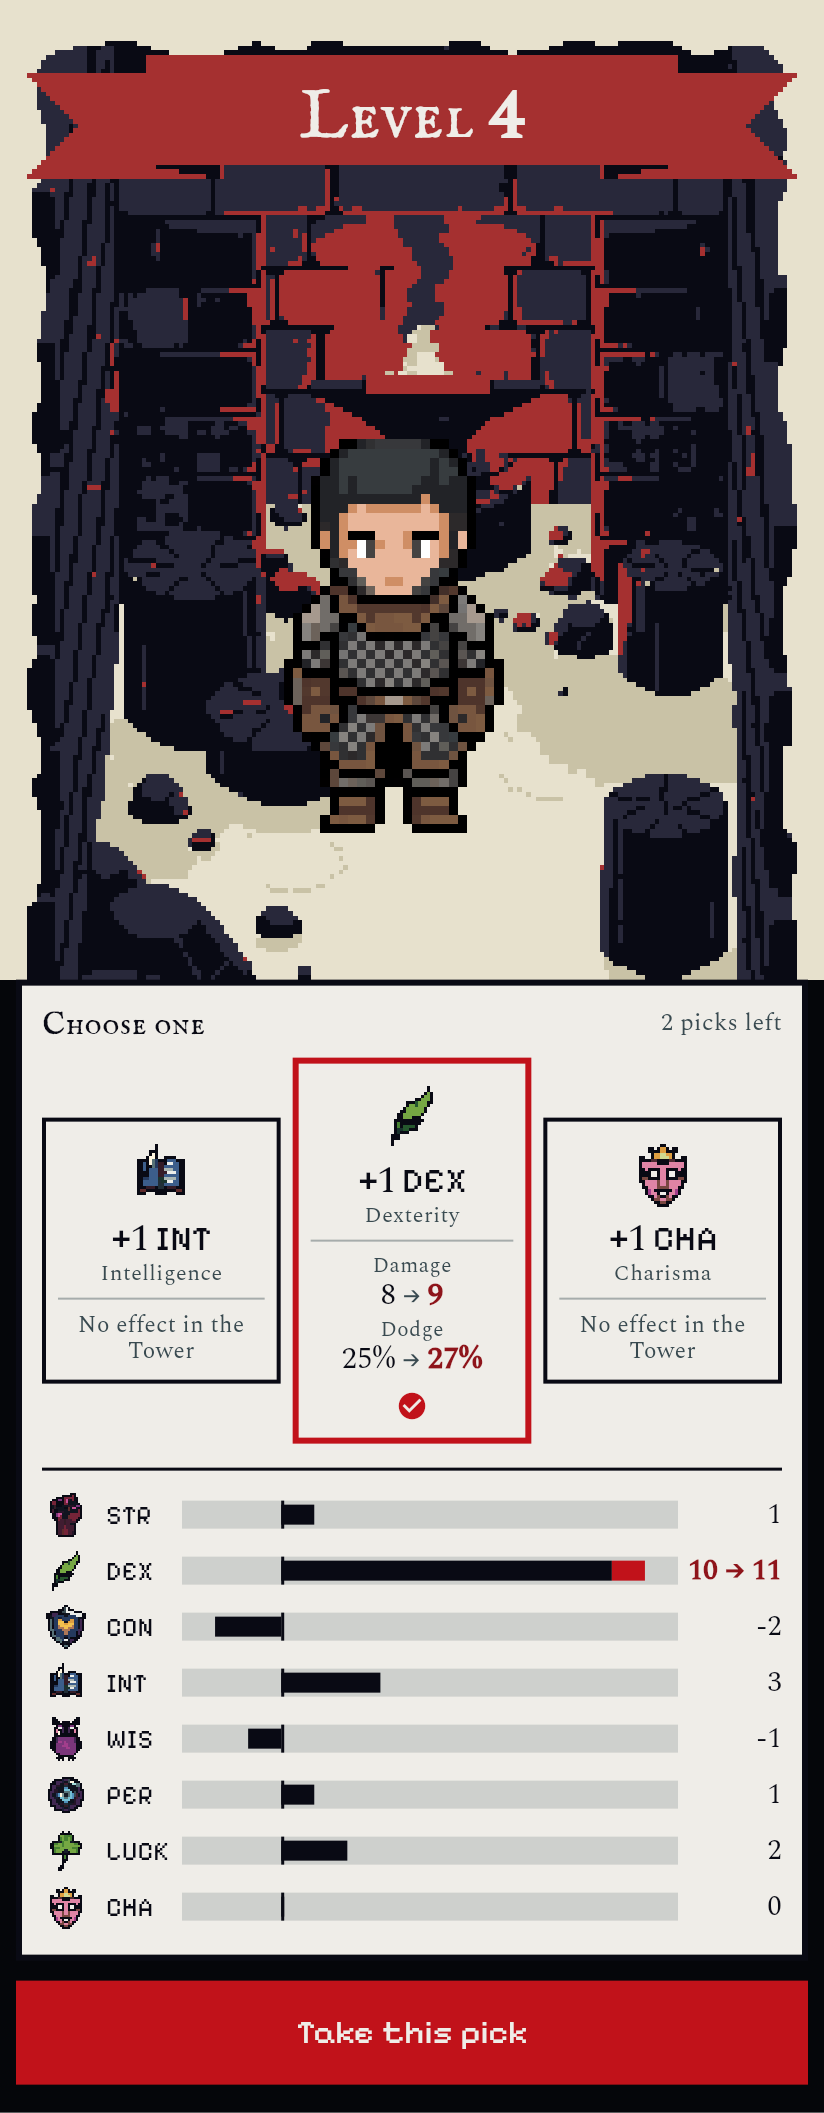 Level 4
Choose one
2 picks left
+1 INT
Intelligence
No effect in the
Tower
+1 DEX
Dexterity
Damage
8 → 9
Dodge
25% → 27%
+1 CHA
Charisma
No effect in the
Tower
STR 1
DEX 10 → 11
CON -2
INT 3
WIS -1
PER 1
LUCK 2
CHA 0
Take this pick